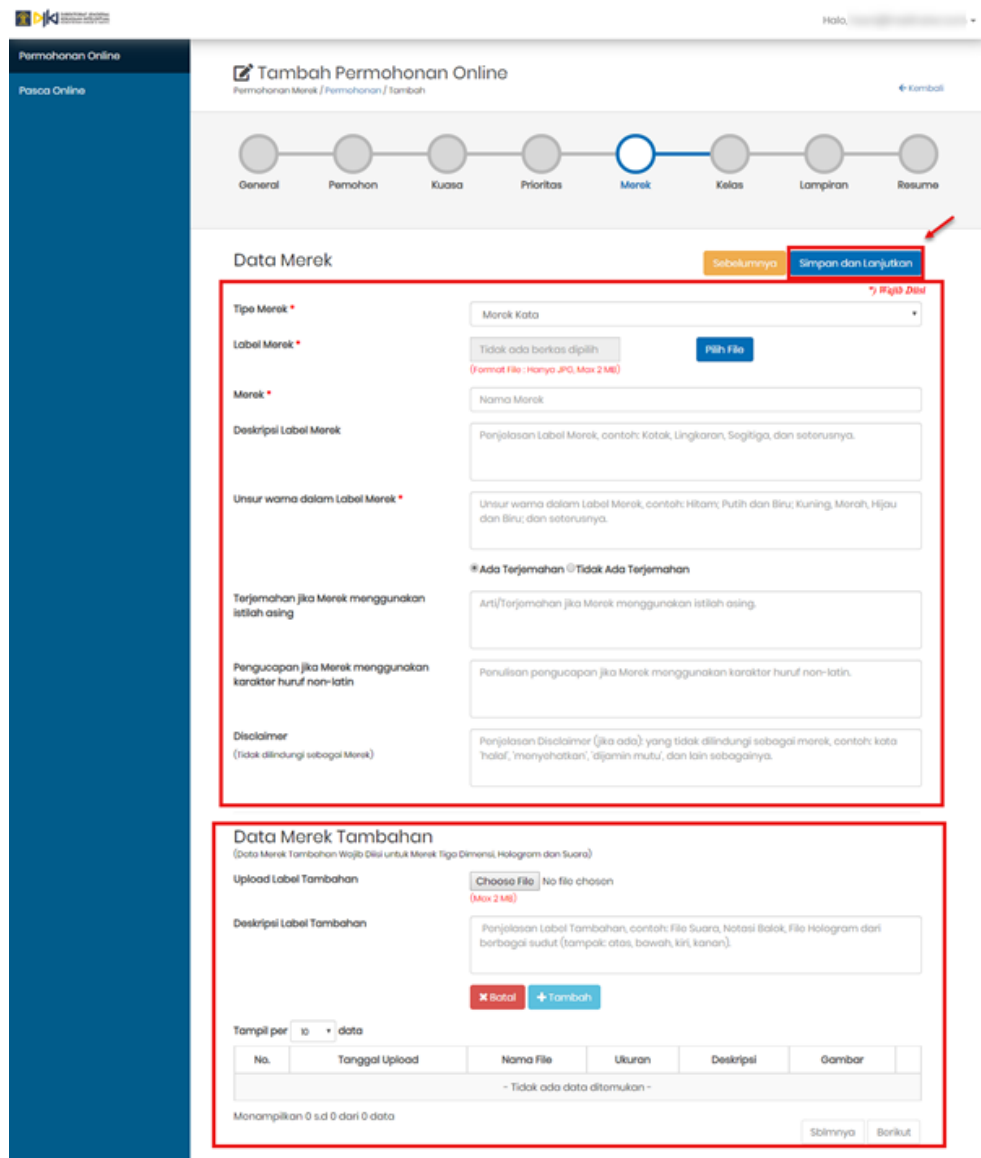 DJKI
Halo,
Permohonan Online
Pasca Online
Tambah Permohonan Online
Permohonan Merek / Permohonan / Tambah
Kembali
General
Pemohon
Kuasa
Prioritas
Merek
Kelas
Lampiran
Resume
Data Merek
Sebelumnya
Simpan dan Lanjutkan
*) Wajib Diisi
Tipe Merek *
Merek Kata
Label Merek *
Tidak ada berkas dipilih
Pilih File
(Format File : Hanya JPG, Max 2 MB)
Merek *
Nama Merek
Deskripsi Label Merek
Penjelasan Label Merek, contoh: Kotak, Lingkaran, Segitiga, dan seterusnya.
Unsur warna dalam Label Merek *
Unsur warna dalam Label Merek, contoh: Hitam; Putih dan Biru; Kuning, Merah, Hijau
dan Biru; dan seterusnya.
Ada Terjemahan Tidak Ada Terjemahan
Terjemahan jika Merek menggunakan
istilah asing
Arti/Terjemahan jika Merek menggunakan istilah asing.
Pengucapan jika Merek menggunakan
karakter huruf non-latin
Penulisan pengucapan jika Merek menggunakan karakter huruf non-latin.
Disclaimer
(Tidak dilindungi sebagai Merek)
Penjelasan Disclaimer (jika ada): yang tidak dilindungi sebagai merek, contoh: kata
'halal', 'menyehatkan', 'dijamin mutu', dan lain sebagainya.
Data Merek Tambahan
(Data Merek Tambahan Wajib Diisi untuk Merek Tiga Dimensi, Hologram dan Suara)
Upload Label Tambahan
Choose File No file chosen
(Max 2 MB)
Deskripsi Label Tambahan
Penjelasan Label Tambahan, contoh: File Suara, Notasi Balok, File Hologram dari
berbagai sudut (tampak: atas, bawah, kiri, kanan).
Batal
Tambah
Tampil per 10 data
No. Tanggal Upload Nama File Ukuran Deskripsi Gambar
- Tidak ada data ditemukan -
Menampilkan 0 s.d 0 dari 0 data
Sblmnya Berikut